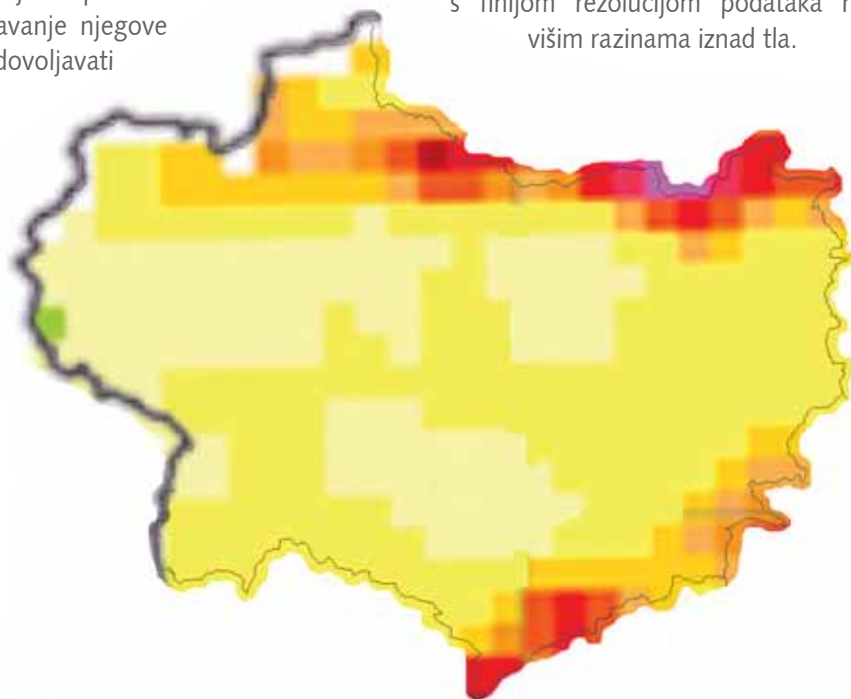 avanje njegove
dovoljavati
s finijom rezolucijom podataka
višim razinama iznad tla.